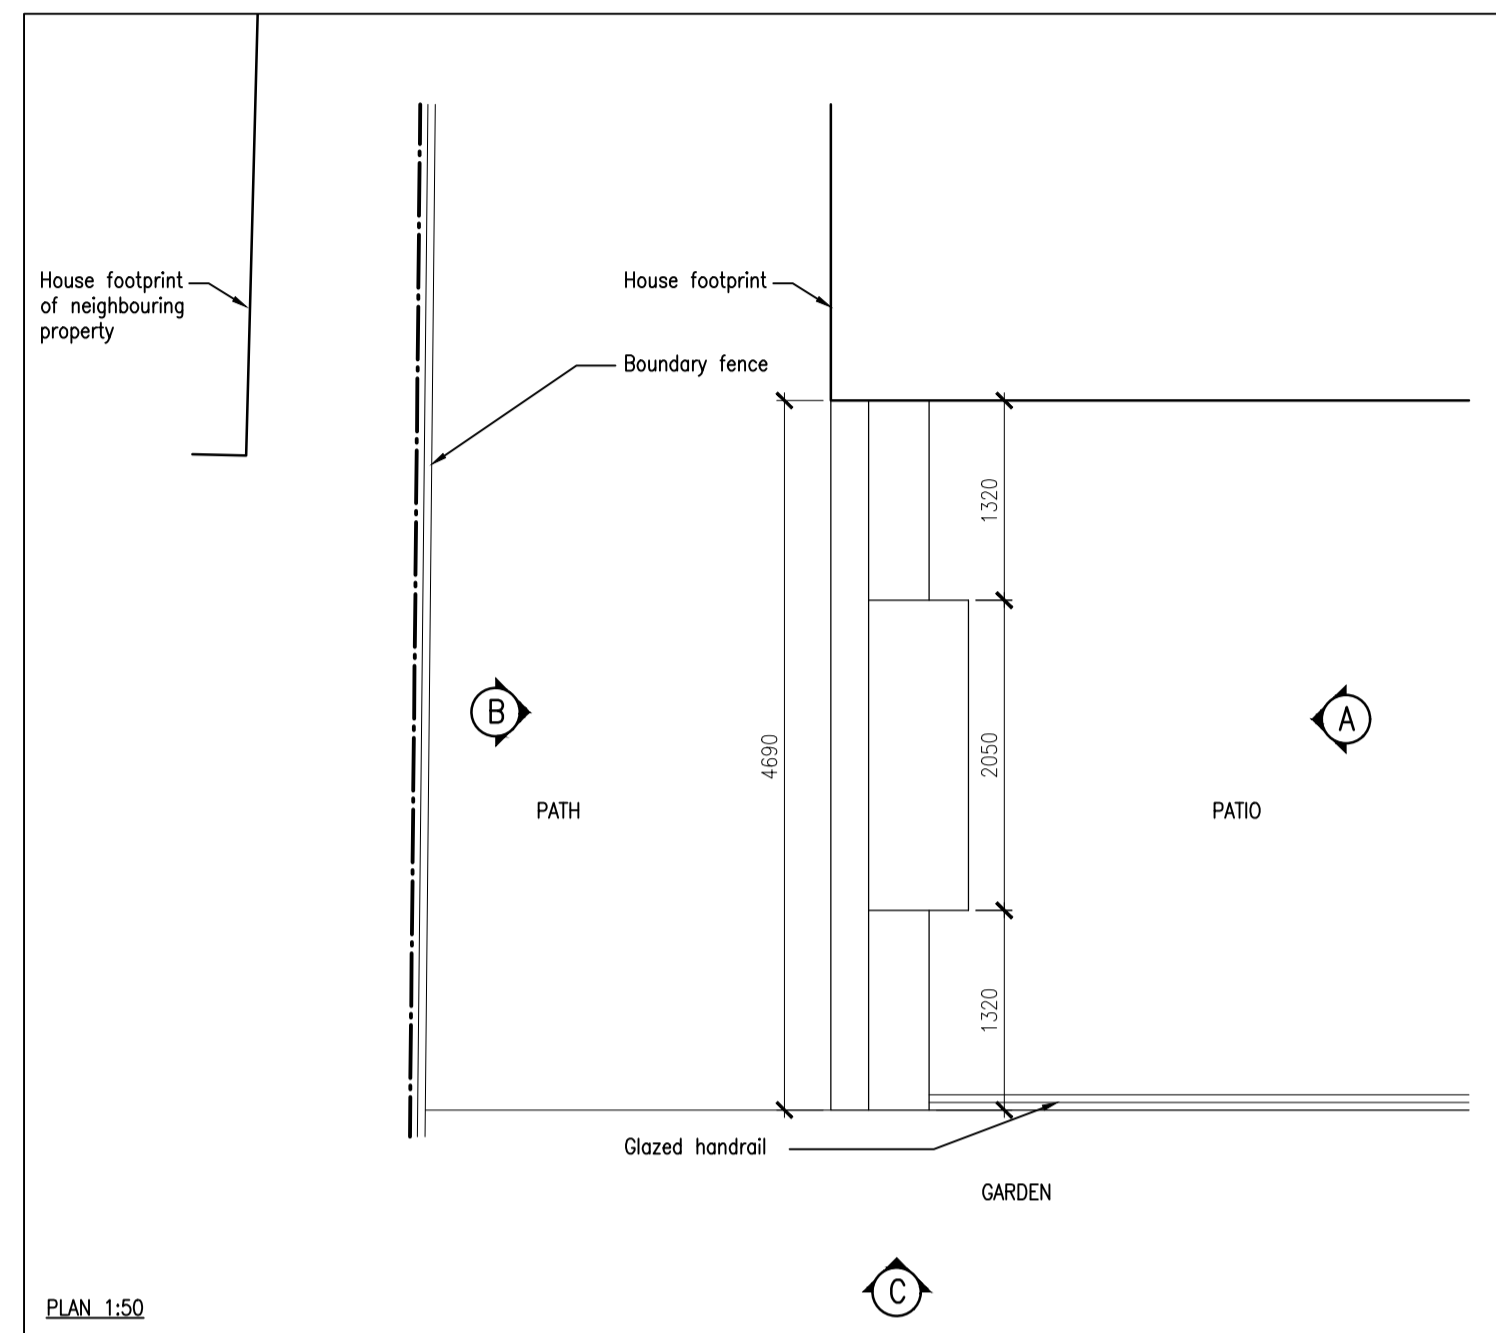 House footprint
of neighbouring
property
House footprint
Boundary fence
1320
B
4690
2050
A
PATH
PATIO
1320
Glazed handrail
GARDEN
C
PLAN 1:50